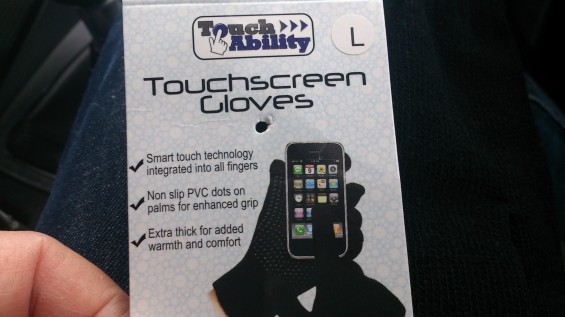 Touch
Ability
L
Touchscreen
Gloves
Smart touch technology
integrated into all fingers
Non slip PVC dots on
palms for enhanced grip
Extra thick for added
warmth and comfort